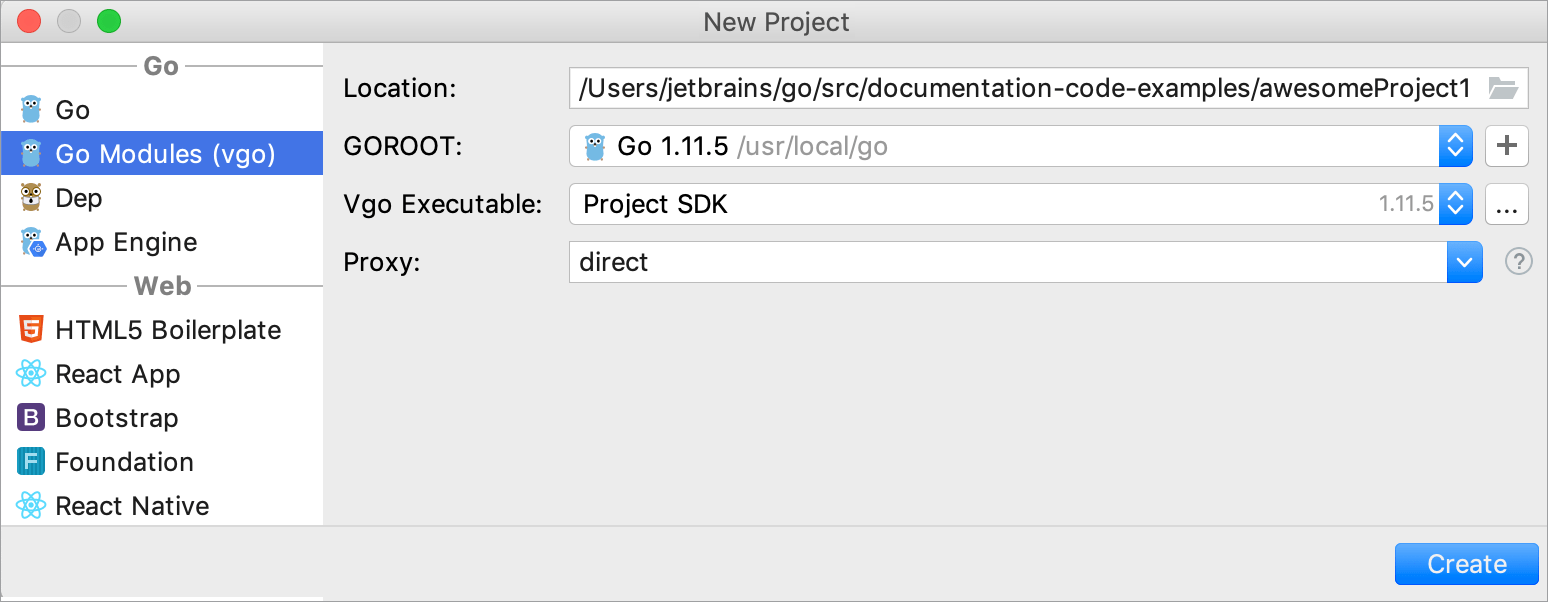 New Project
Go
Go
Go Modules (vgo)
Dep
App Engine
Web
HTML5 Boilerplate
React App
B Bootstrap
F Foundation
React Native
Location: /Users/jetbrains/go/src/documentation-code-examples/awesomeProject1
GOROOT: Go 1.11.5 /usr/local/go +
Vgo Executable: Project SDK 1.11.5 ...
Proxy: direct ?
Create